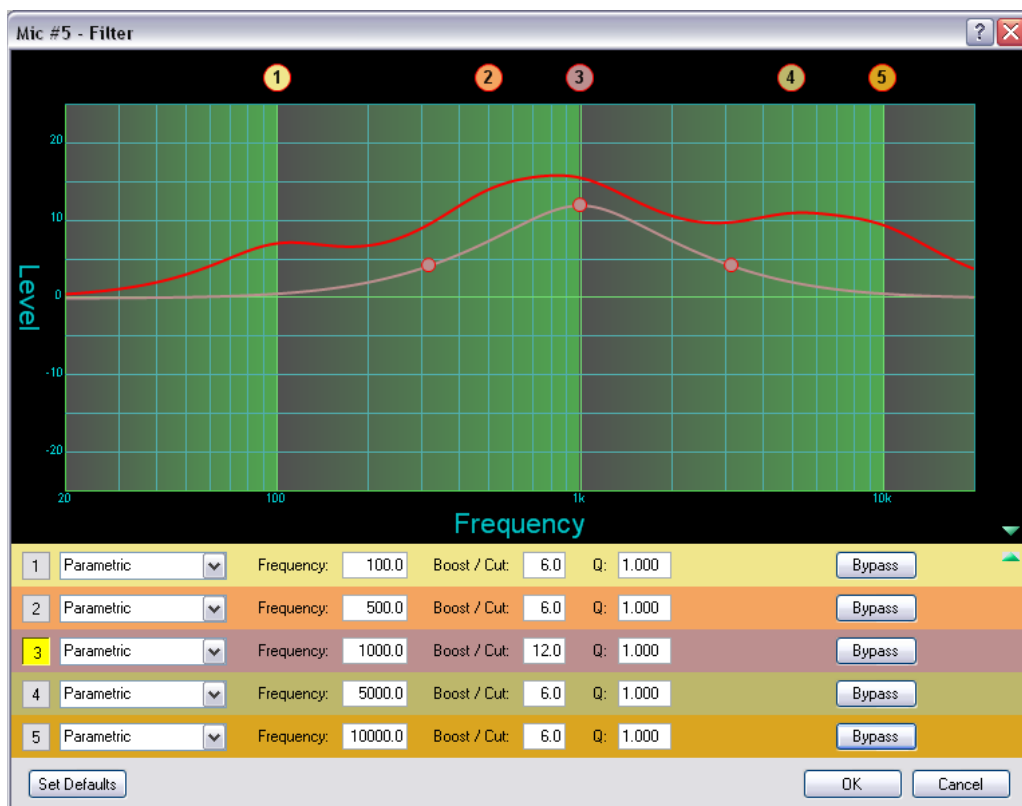 Mic #5 - Filter
?
1 2 3 4 5
20
10
0
-10
-20
Level
20 100 1k 10k
Frequency
1 Parametric Frequency: 100.0 Boost / Cut: 6.0 Q: 1.000 Bypass
2 Parametric Frequency: 500.0 Boost / Cut: 6.0 Q: 1.000 Bypass
3 Parametric Frequency: 1000.0 Boost / Cut: 12.0 Q: 1.000 Bypass
4 Parametric Frequency: 5000.0 Boost / Cut: 6.0 Q: 1.000 Bypass
5 Parametric Frequency: 10000.0 Boost / Cut: 6.0 Q: 1.000 Bypass
Set Defaults OK Cancel